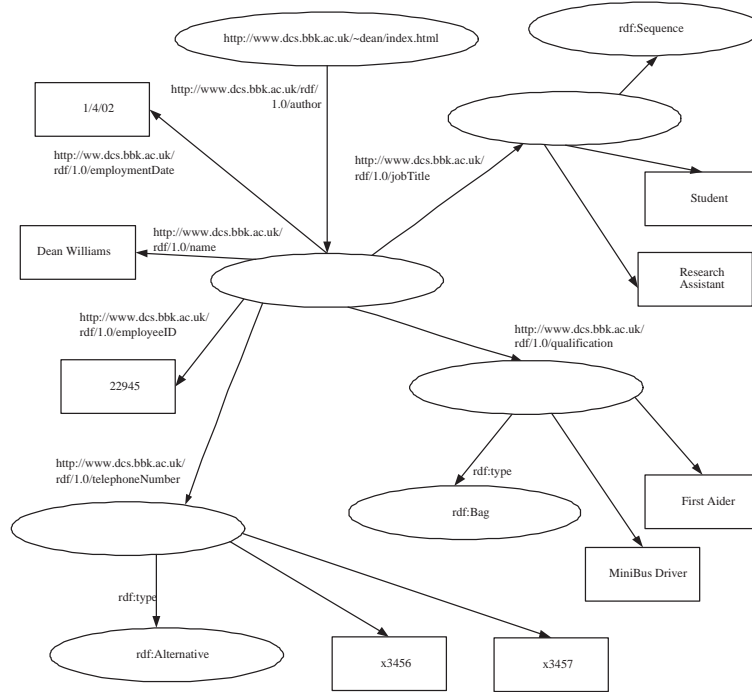 rdf:Sequence
http://www.dcs.bbk.ac.uk/~dean/index.html
http://www.dcs.bbk.ac.uk/rdf/
1.0/author
1/4/02
http://ww.dcs.bbk.ac.uk/
rdf/1.0/employmentDate
http://www.dcs.bbk.ac.uk/
rdf/1.0/jobTitle
Student
Dean Williams
http://www.dcs.bbk.ac.uk/
rdf/1.0/name
Research
Assistant
http://www.dcs.bbk.ac.uk/
rdf/1.0/employeeID
http://www.dcs.bbk.ac.uk/
rdf/1.0/qualification
22945
http://www.dcs.bbk.ac.uk/
rdf/1.0/telephoneNumber
rdf:type
First Aider
rdf:Bag
MiniBus Driver
rdf:type
rdf:Alternative
x3456
x3457